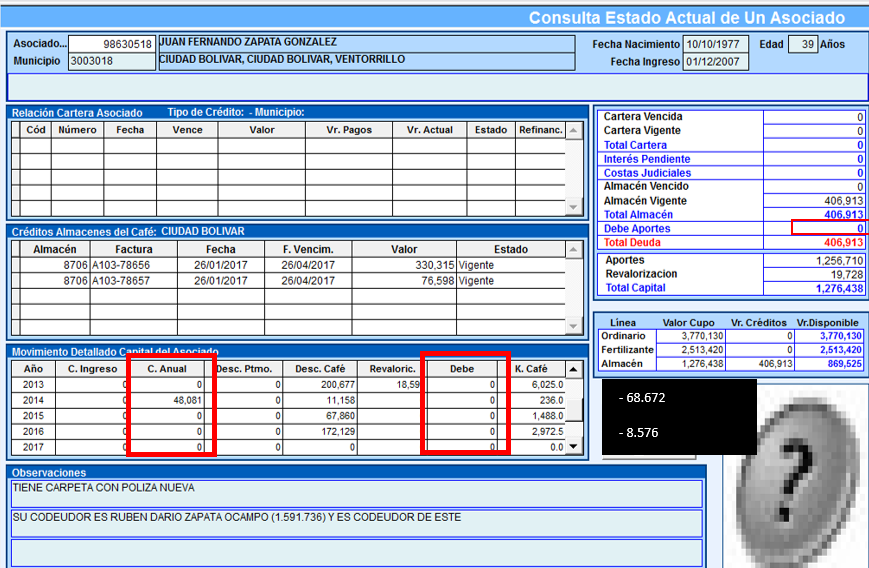 Consulta Estado Actual de Un Asociado
Asociado... 98630518 JUAN FERNANDO ZAPATA GONZALEZ
Municipio 3003018 CIUDAD BOLIVAR, CIUDAD BOLIVAR, VENTORRILLO
Fecha Nacimiento 10/10/1977 Edad 39 Años
Fecha Ingreso 01/12/2007
Relación Cartera Asociado Tipo de Crédito: - Municipio:
Cód Número Fecha Vence Valor Vr. Pagos Vr. Actual Estado Refinanc.
Cartera Vencida 0
Cartera Vigente 0
Total Cartera 0
Interés Pendiente 0
Costas Judiciales 0
Almacén Vencido 0
Almacén Vigente 406,913
Total Almacén 406,913
Debe Aportes 0
Total Deuda 406,913
Aportes 1,256,710
Revalorizacion 19,728
Total Capital 1,276,438
Créditos Almacenes del Café: CIUDAD BOLIVAR
Almacén Factura Fecha F. Vencim. Valor Estado
8706 A103-78656 26/01/2017 26/04/2017 330,315 Vigente
8706 A103-78657 26/01/2017 26/04/2017 76,598 Vigente
Línea Valor Cupo Vr. Créditos Vr.Disponible
Ordinario 3,770,130 0 3,770,130
Fertilizante 2,513,420 0 2,513,420
Almacén 1,276,438 406,913 869,525
Movimiento Detallado Capital del Asociado
Año C. Ingreso C. Anual Desc. Ptmo. Desc. Café Revaloric. Debe K. Café
2013 0 0 0 200,677 18,59 0 6,025.0
2014 0 48,081 0 11,158 0 236.0
2015 0 0 0 67,860 0 1,488.0
2016 0 0 0 172,129 0 2,972.5
2017 0 0 0 0 0 0.0
- 68.672
- 8.576
Observaciones
TIENE CARPETA CON POLIZA NUEVA
SU CODEUDOR ES RUBEN DARIO ZAPATA OCAMPO (1.591.736) Y ES CODEUDOR DE ESTE
?